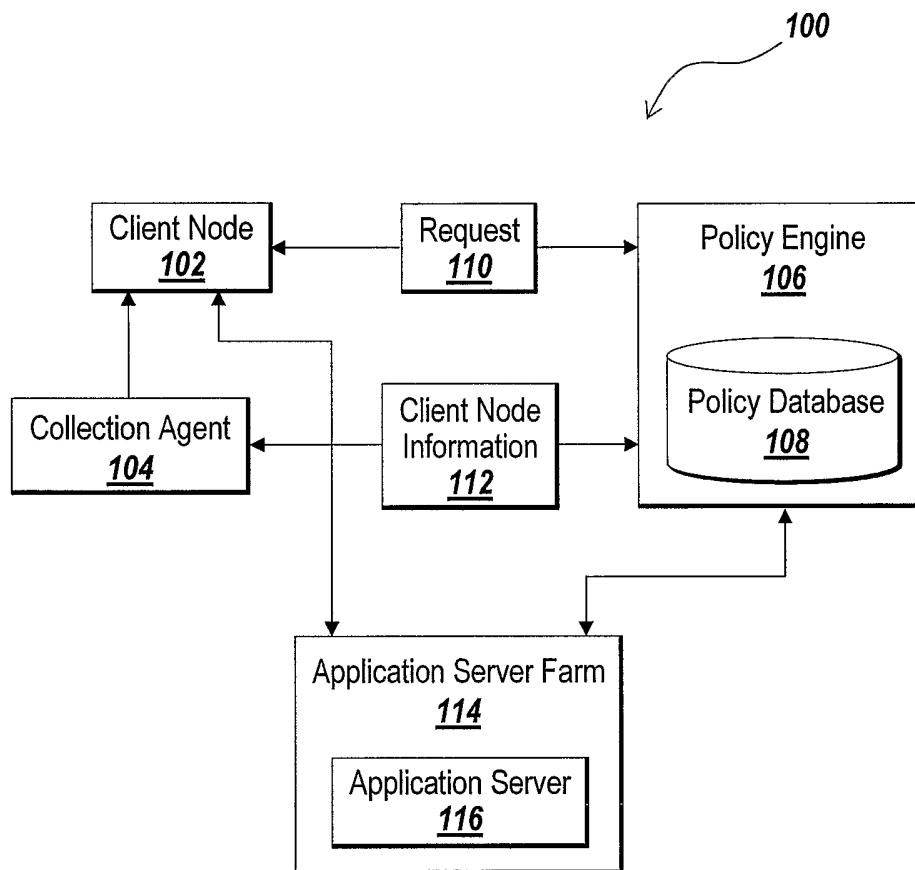 100
Client Node
102
Request
110
Policy Engine
106
Policy Database
108
Collection Agent
104
Client Node
Information
112
Application Server Farm
114
Application Server
116